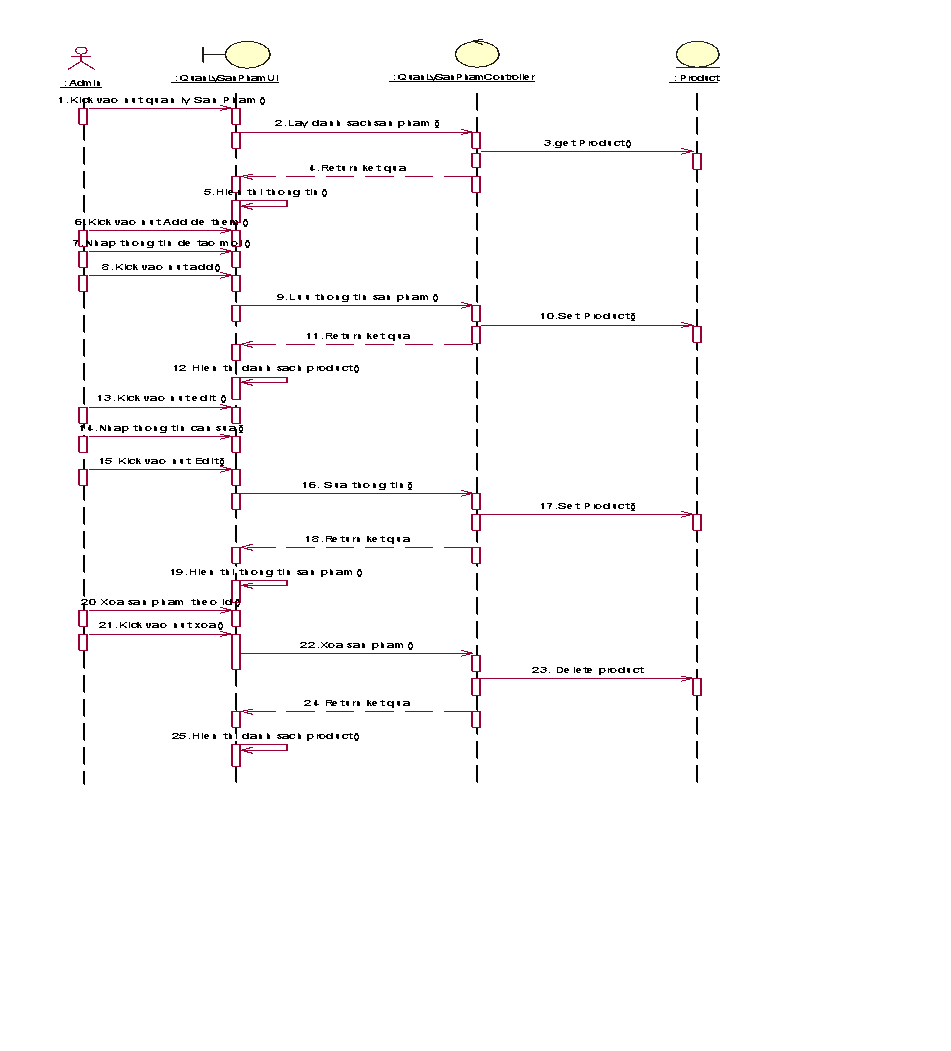 : Admin
: QuanLySanPhamUI
: QuanLySanPhamController
: Product
1.Kick vao nut quan ly San Pham()
2.Lay danh sach san pham ()
3.get Product()
4.Return ket qua
5.Hien thi thong tin()
6.Kick vao nut Add de them()
7.Nhap thong tin de tao moi()
8.Kick vao nut add()
9.Luu thong tin san pham()
10.Set Product()
11.Return ket qua
12 Hien thi danh sach product()
13.Kick vao nut edit ()
14.Nhap thong tin can sua()
15 Kick vao nut Edit()
16. Sua thong tin()
17.Set Product()
18.Return ket qua
19.Hien thi thong tin san pham()
20 Xoa san pham theo id()
21.Kick vao nut xoa()
22.Xoa san pham()
23. Delete product
24 Return ket qua
25.Hien thi danh sach product()